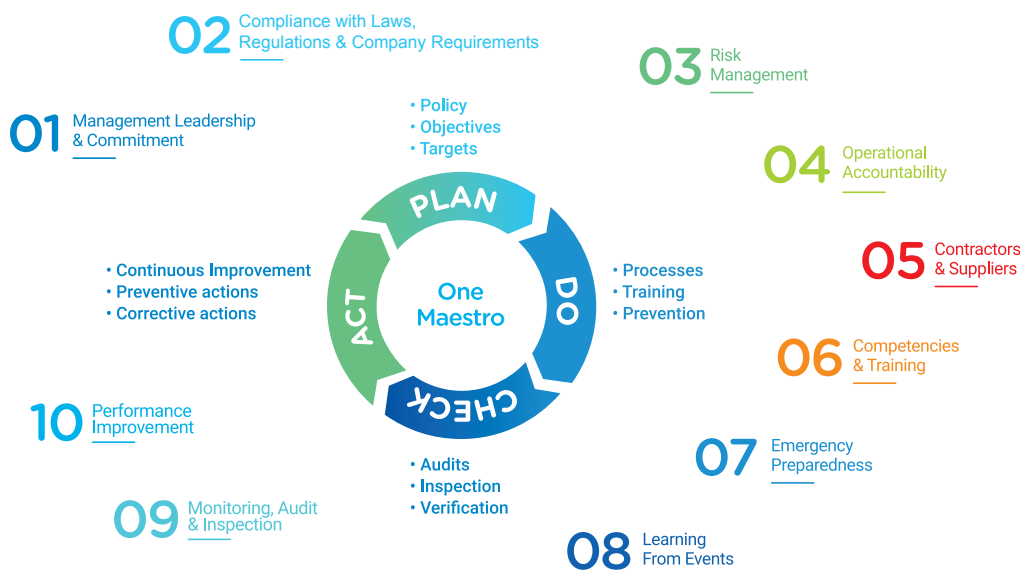 01
Management Leadership
& Commitment
02
Compliance with Laws,
Regulations & Company Requirements
03
Risk
Management
04
Operational
Accountability
05
Contractors
& Suppliers
06
Competencies
& Training
07
Emergency
Preparedness
08
Learning
From Events
09
Monitoring, Audit
& Inspection
10
Performance
Improvement
• Policy
• Objectives
• Targets
PLAN
• Processes
• Training
• Prevention
DO
• Audits
• Inspection
• Verification
CHECK
• Continuous Improvement
• Preventive actions
• Corrective actions
ACT
One
Maestro